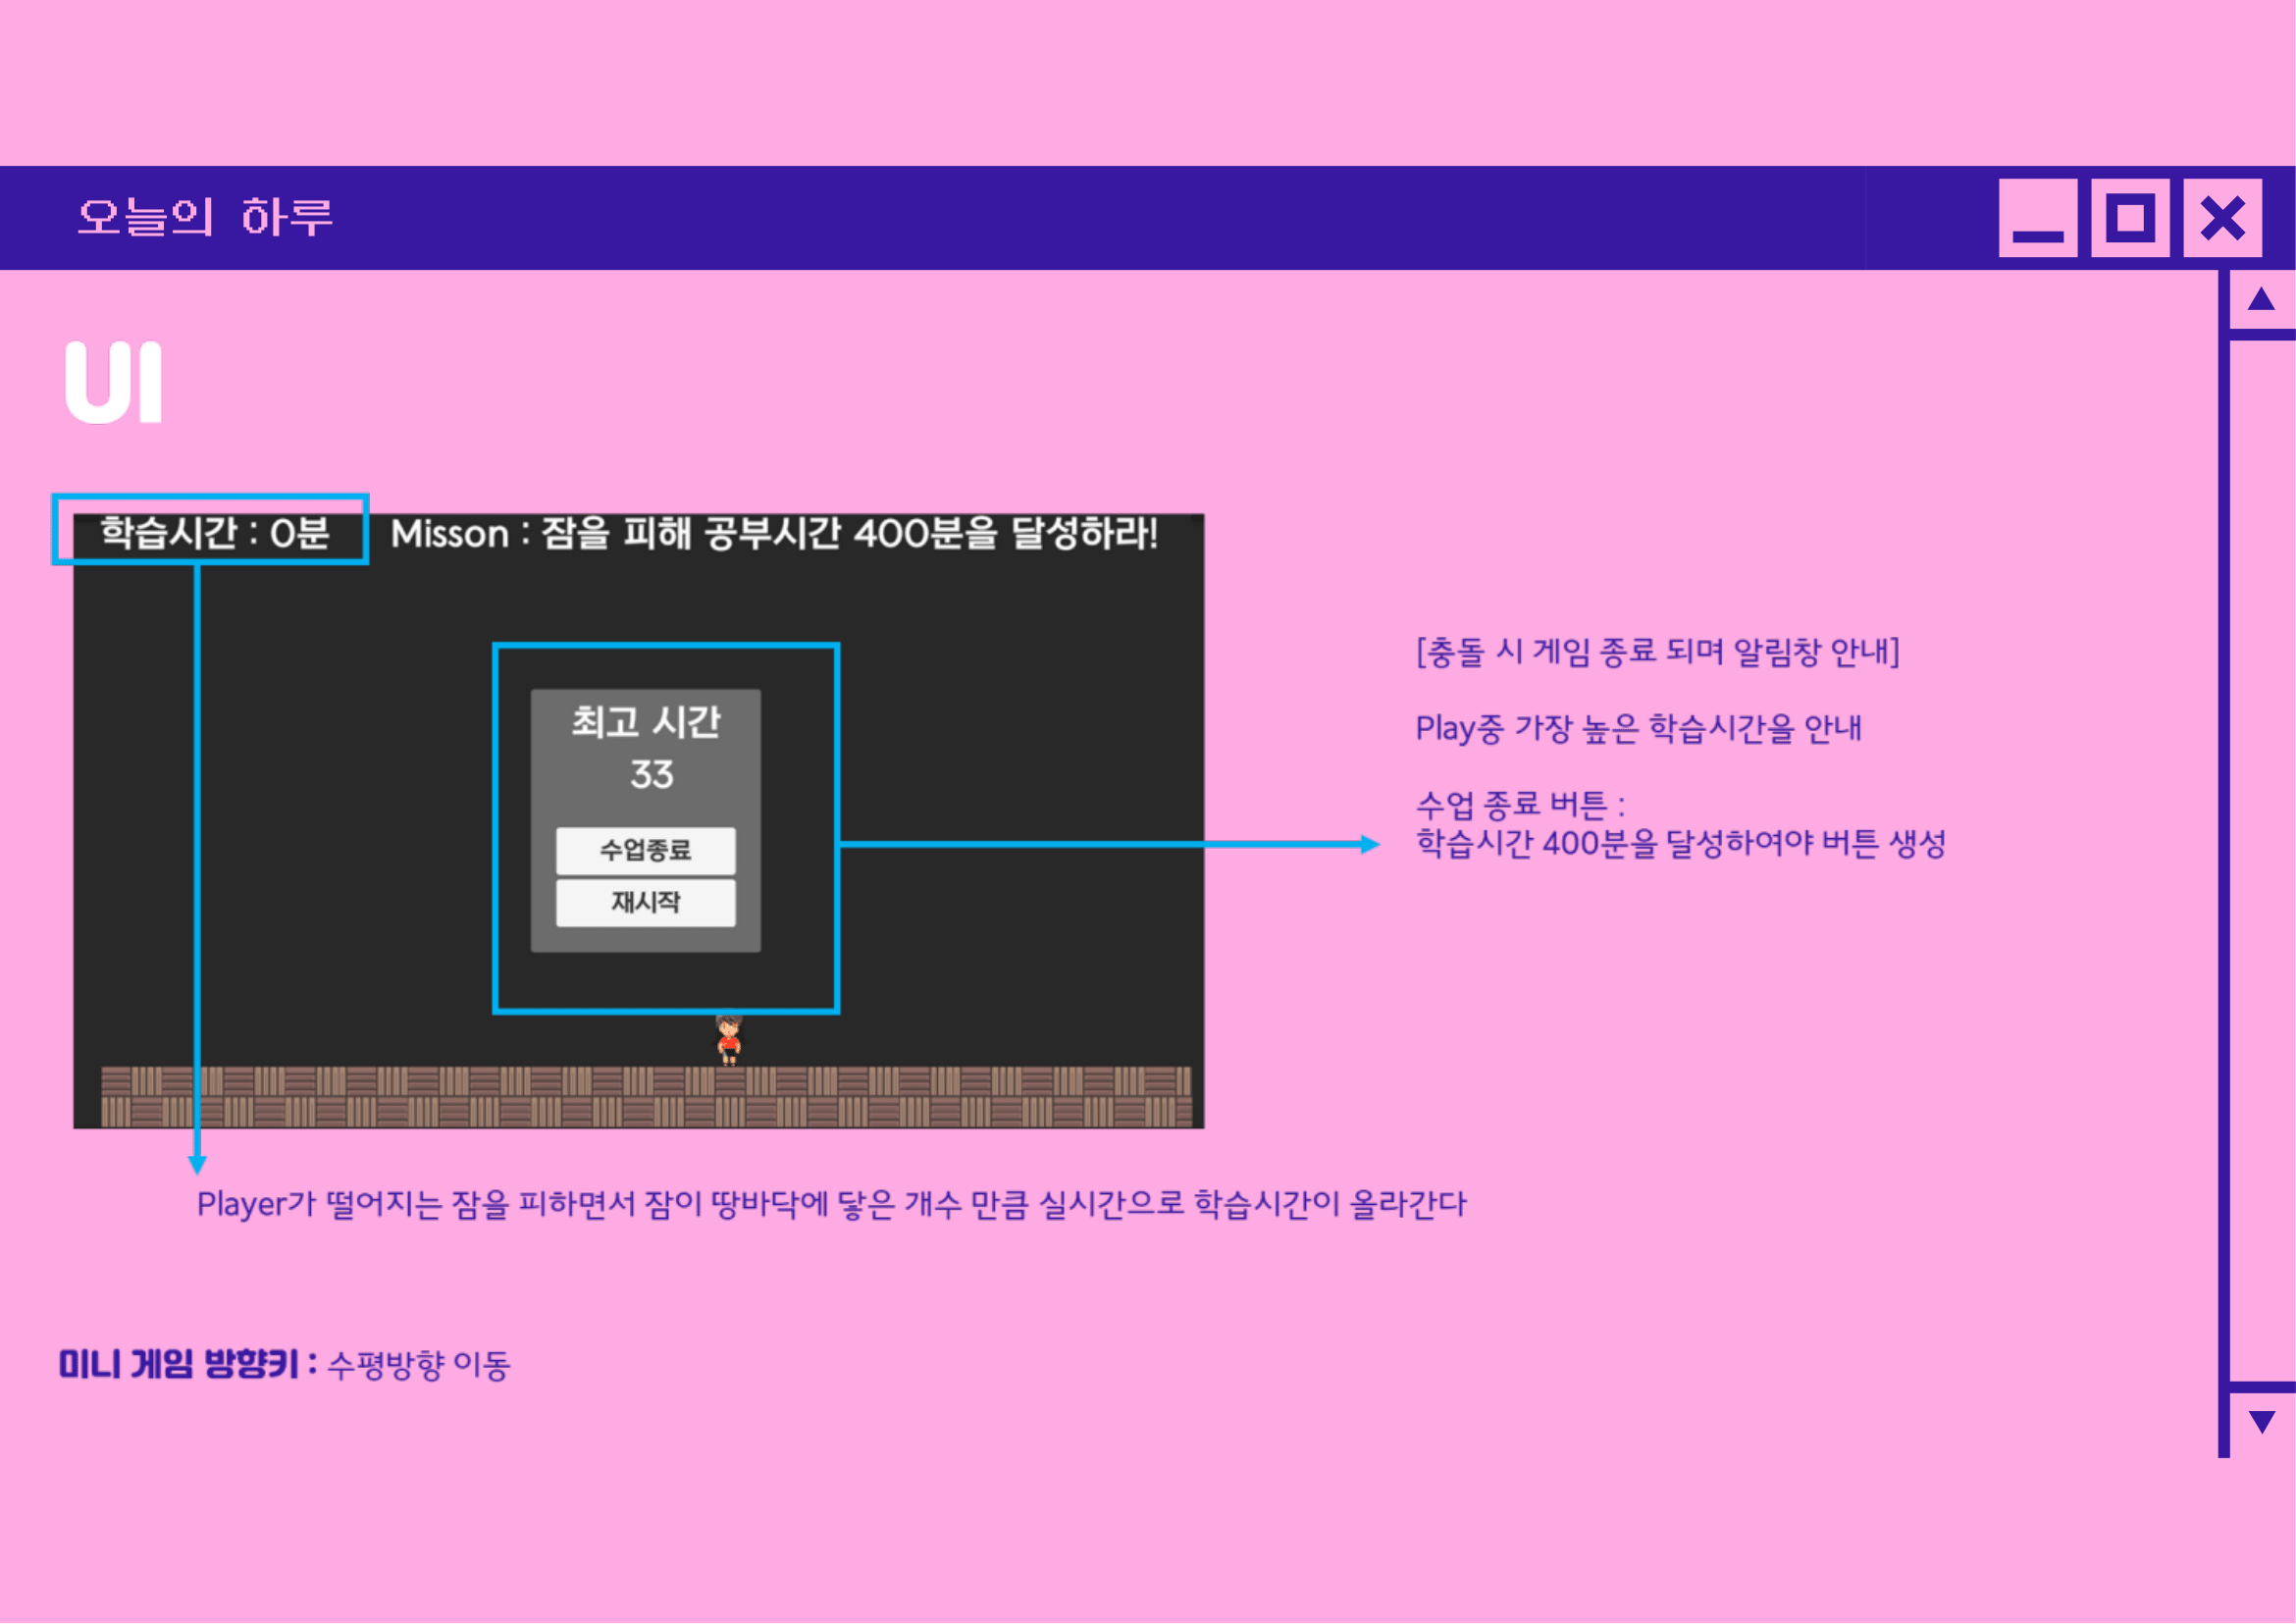 오늘의 하루
UI
학습시간 : 0분
Misson : 잠을 피해 공부시간 400분을 달성하라!
최고 시간
33
수업종료
재시작
[충돌 시 게임 종료 되며 알림창 안내]
Play중 가장 높은 학습시간을 안내
수업 종료 버튼 :
학습시간 400분을 달성하여야 버튼 생성
Player가 떨어지는 잠을 피하면서 잠이 땅바닥에 닿은 개수 만큼 실시간으로 학습시간이 올라간다
미니 게임 방향키 : 수평방향 이동